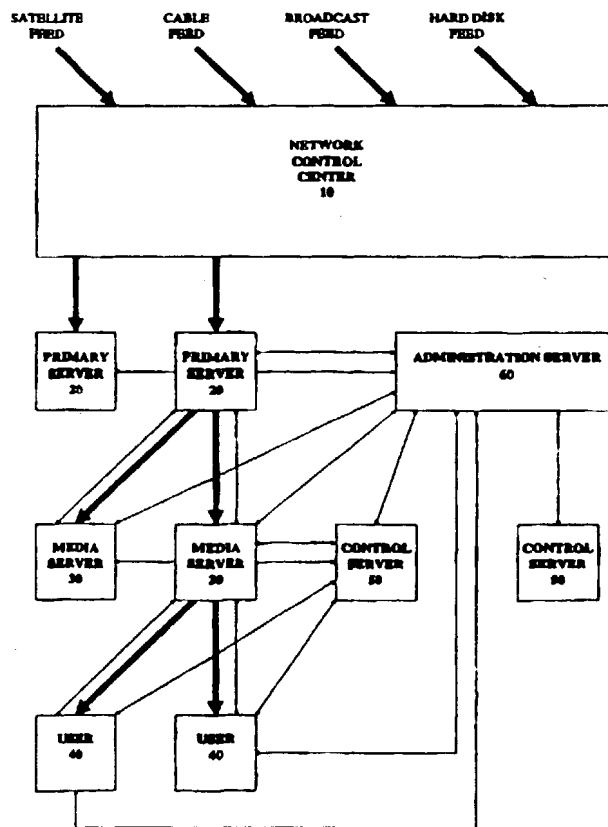 SATELLITE
FEED
CABLE
FEED
BROADCAST
FEED
HARD DISK
FEED
NETWORK
CONTROL
CENTER
10
PRIMARY
SERVER
20
PRIMARY
SERVER
20
ADMINISTRATION SERVER
60
MEDIA
SERVER
30
MEDIA
SERVER
30
CONTROL
SERVER
50
CONTROL
SERVER
50
USER
40
USER
40